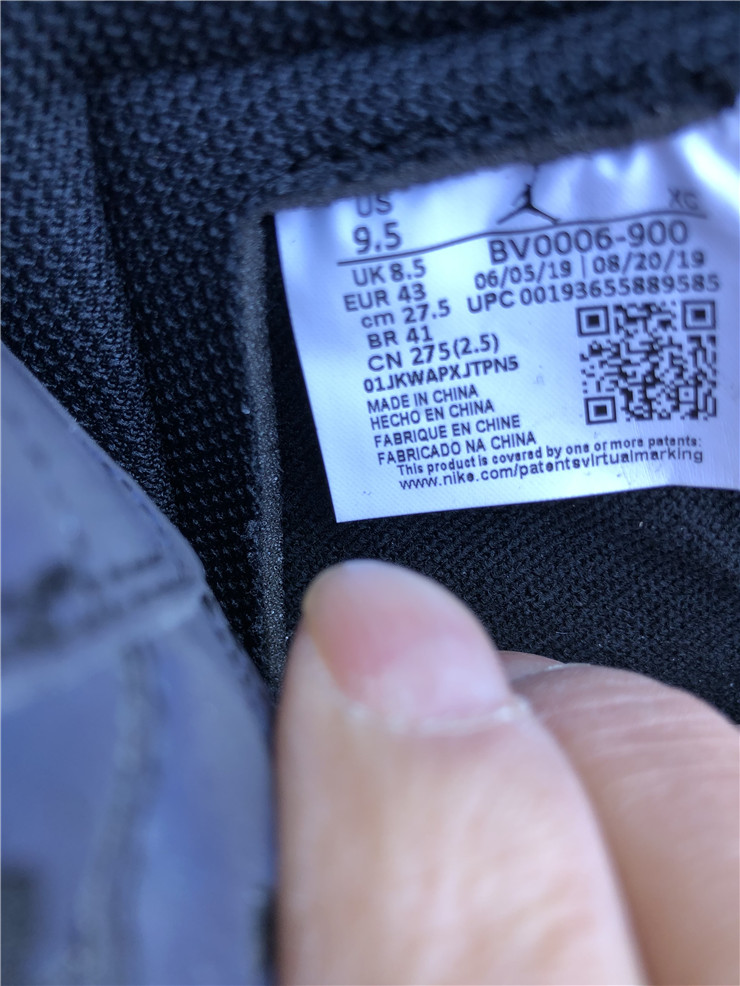 US
XC
9.5
BV0006-900
UK 8.5
06/05/19 | 08/20/19
EUR 43
UPC 00193655889585
cm 27.5
BR 41
CN 275(2.5)
01JKWAPXJTPN5
MADE IN CHINA
HECHO EN CHINA
FABRIQUE EN CHINE
FABRICADO NA CHINA
This product is covered by one or more patents:
www.nike.com/patentsvirtualmarking